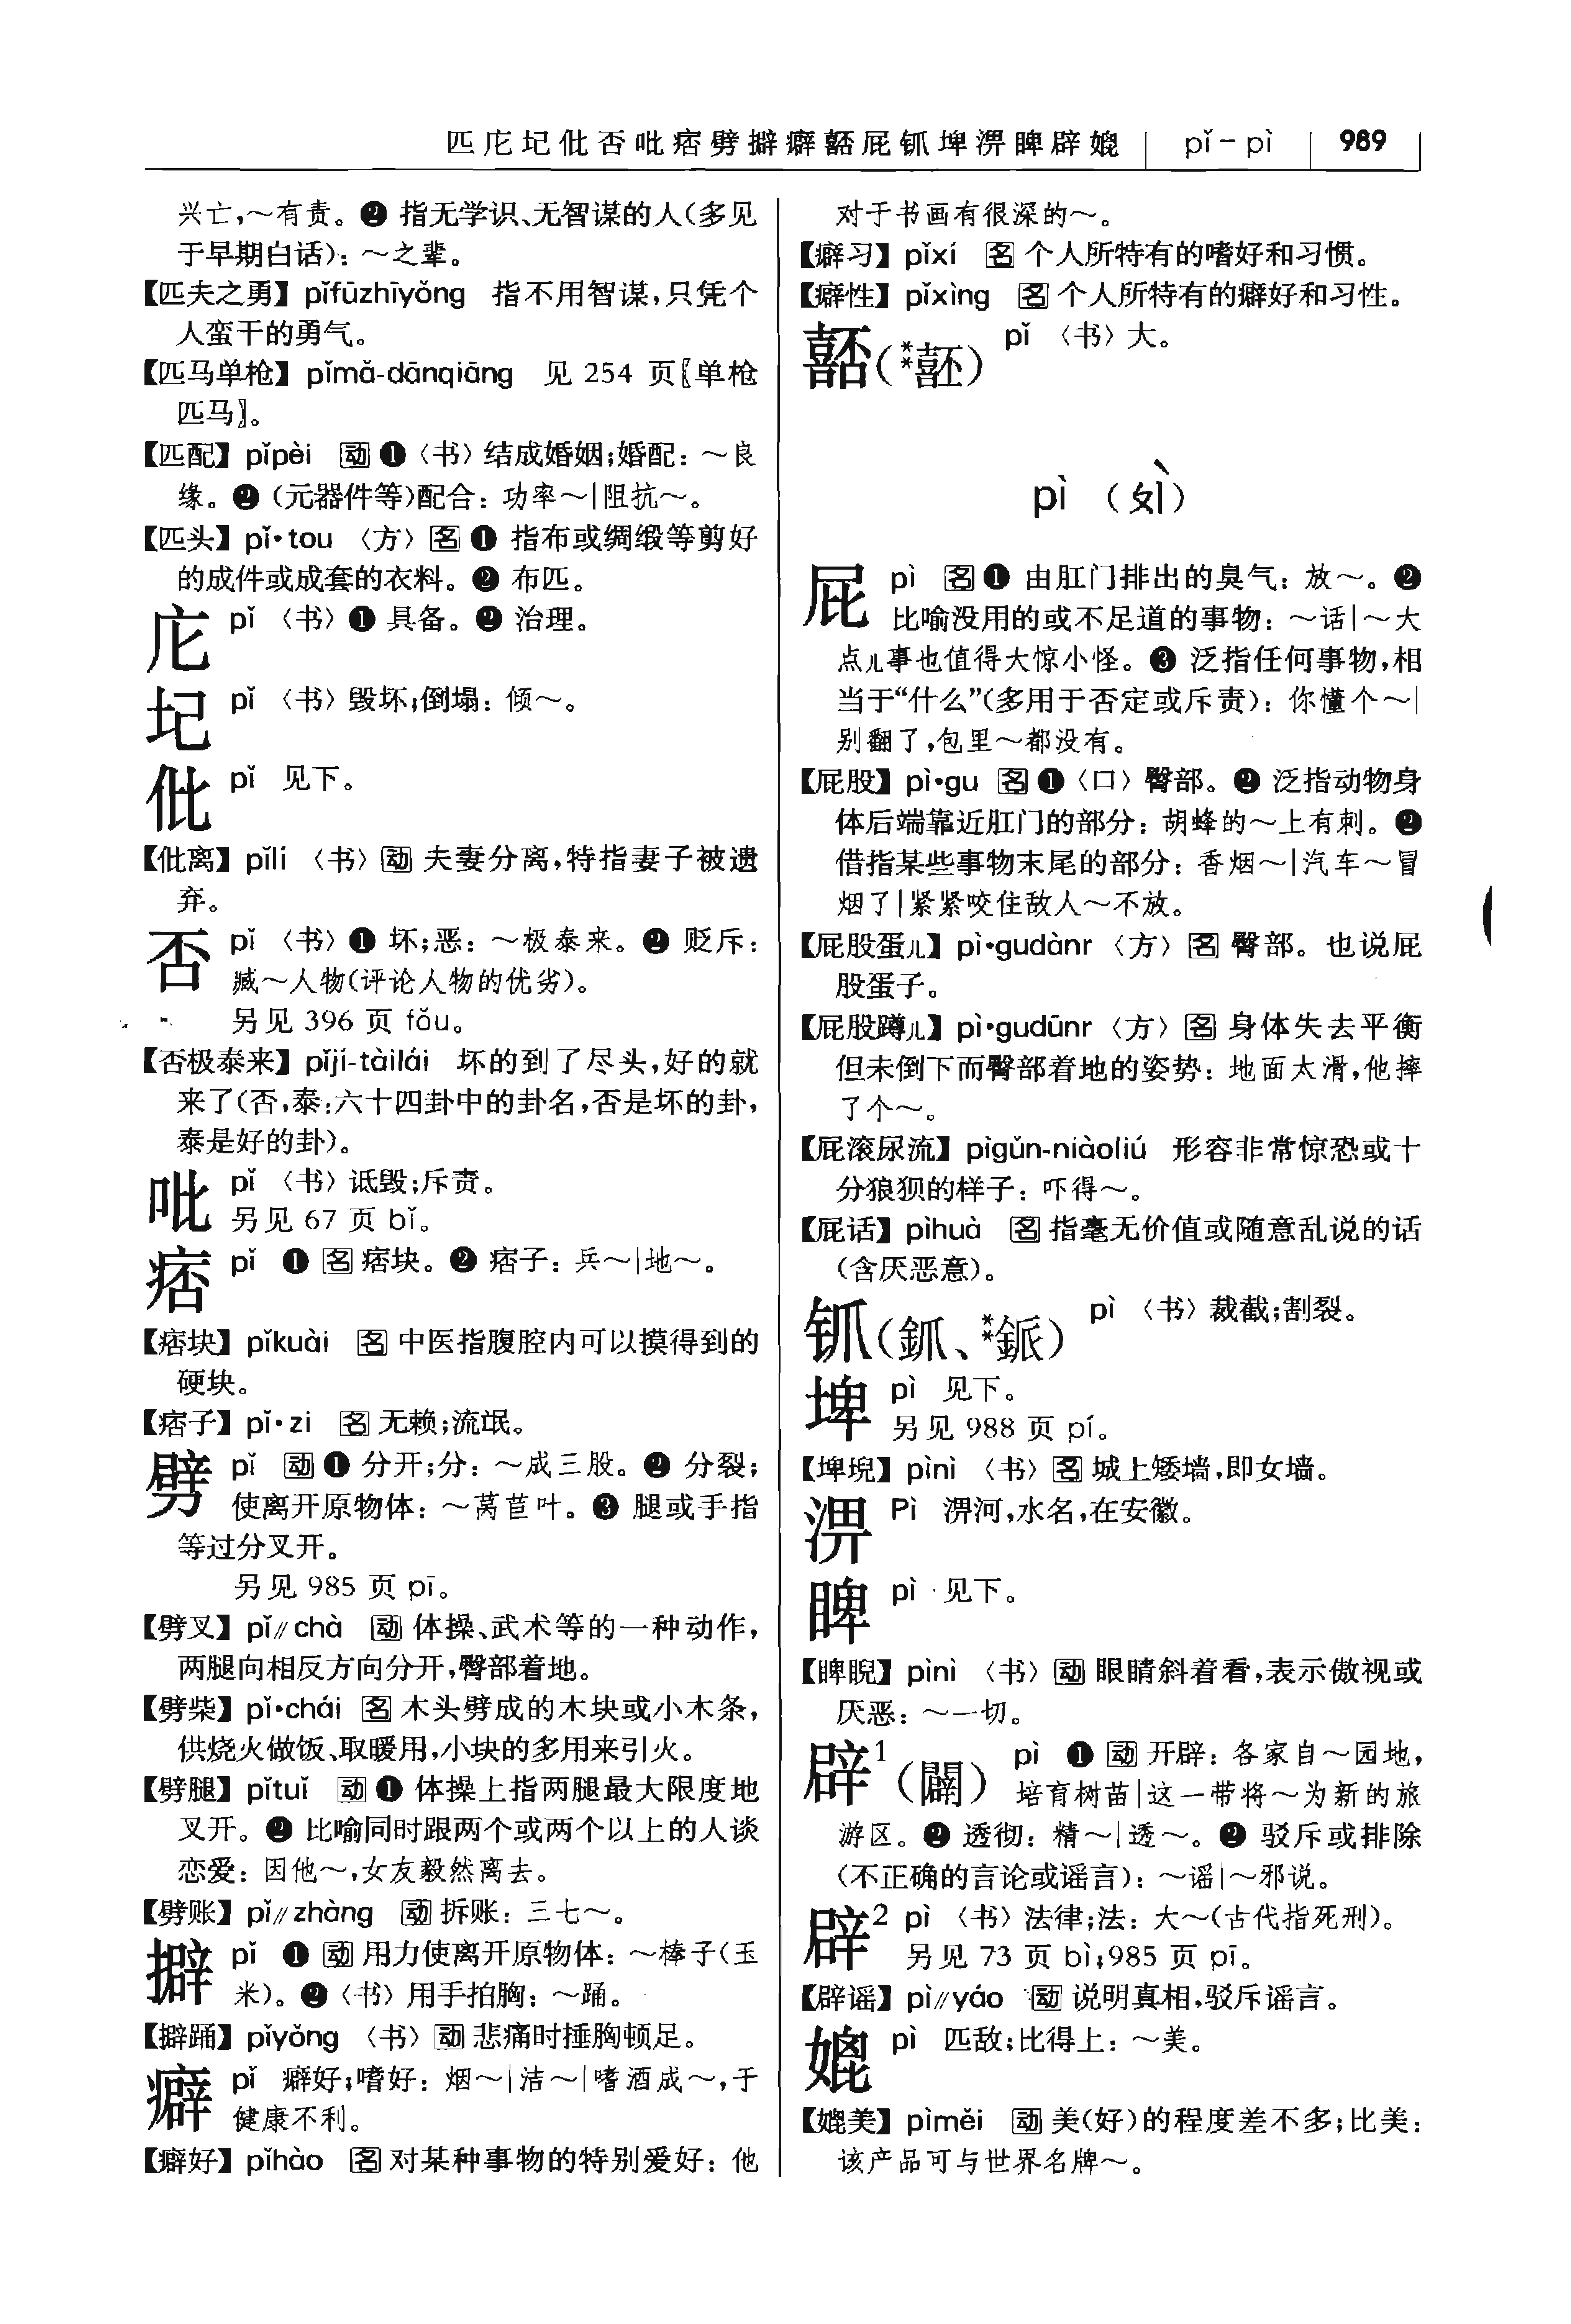 匹庀圮仳否吡痞劈擗癖嚭屁𬬫埤淠睥辟媲 pǐ–pì 989
兴亡,～有责。❷ 指无学识、无智谋的人(多见
于早期白话): ～之辈。
【匹夫之勇】 pǐfūzhīyǒng 指不用智谋,只凭个
人蛮干的勇气。
【匹马单枪】 pǐmǎ-dānqiāng 见 254 页〖单枪
匹马〗。
【匹配】 pǐpèi 动 ❶〈书〉结成婚姻;婚配: ～良
缘。❷ (元器件等)配合: 功率～|阻抗～。
【匹头】 pǐ•tou 〈方〉名 ❶ 指布或绸缎等剪好
的成件或成套的衣料。❷ 布匹。
庀 pǐ 〈书〉❶ 具备。❷ 治理。
圮 pǐ 〈书〉毁坏;倒塌: 倾～。
仳 pǐ 见下。
【仳离】 pǐlí 〈书〉动 夫妻分离,特指妻子被遗
弃。
否 pǐ 〈书〉❶ 坏;恶: ～极泰来。❷ 贬斥:
臧～人物(评论人物的优劣)。
另见 396 页 fǒu。
【否极泰来】 pǐjí-tàilái 坏的到了尽头,好的就
来了(否,泰:六十四卦中的卦名,否是坏的卦,
泰是好的卦)。
吡 pǐ 〈书〉诋毁;斥责。
另见 67 页 bǐ。
痞 pǐ ❶ 名 痞块。❷ 痞子: 兵～|地～。
【痞块】 pǐkuài 名 中医指腹腔内可以摸得到的
硬块。
【痞子】 pǐ•zi 名 无赖;流氓。
劈 pǐ 动 ❶ 分开;分: ～成三股。❷ 分裂;
使离开原物体: ～莴苣叶。❸ 腿或手指
等过分叉开。
另见 985 页 pī。
【劈叉】 pǐ∥chà 动 体操、武术等的一种动作,
两腿向相反方向分开,臀部着地。
【劈柴】 pǐ•chái 名 木头劈成的木块或小木条,
供烧火做饭、取暖用,小块的多用来引火。
【劈腿】 pǐtuǐ 动 ❶ 体操上指两腿最大限度地
叉开。❷ 比喻同时跟两个或两个以上的人谈
恋爱: 因他～,女友毅然离去。
【劈账】 pǐ∥zhàng 动 拆账: 三七～。
擗 pǐ ❶ 动 用力使离开原物体: ～棒子(玉
米)。❷〈书〉用手拍胸: ～踊。
【擗踊】 pǐyǒng 〈书〉动 悲痛时捶胸顿足。
癖 pǐ 癖好;嗜好: 烟～|洁～|嗜酒成～,于
健康不利。
【癖好】 pǐhào 名 对某种事物的特别爱好: 他
对于书画有很深的～。
【癖习】 pǐxí 名 个人所特有的嗜好和习惯。
【癖性】 pǐxìng 名 个人所特有的癖好和习性。
嚭(**噽) pǐ 〈书〉大。
pì (ㄆㄧˋ)
屁 pì 名 ❶ 由肛门排出的臭气: 放～。❷
比喻没用的或不足道的事物: ～话|～大
点儿事也值得大惊小怪。❸ 泛指任何事物,相
当于“什么”(多用于否定或斥责): 你懂个～|
别翻了,包里～都没有。
【屁股】 pì•gu 名 ❶〈口〉臀部。❷ 泛指动物身
体后端靠近肛门的部分: 胡蜂的～上有刺。❷
借指某些事物末尾的部分: 香烟～|汽车～冒
烟了|紧紧咬住敌人～不放。
【屁股蛋儿】 pì•gudànr 〈方〉名 臀部。也说屁
股蛋子。
【屁股蹲儿】 pì•gudūnr 〈方〉名 身体失去平衡
但未倒下而臀部着地的姿势: 地面太滑,他摔
了个～。
【屁滚尿流】 pìgǔn-niàoliú 形容非常惊恐或十
分狼狈的样子: 吓得～。
【屁话】 pìhuà 名 指毫无价值或随意乱说的话
(含厌恶意)。
𬬫(釽、**鈲) pì 〈书〉裁截;割裂。
埤 pì 见下。
另见 988 页 pí。
【埤堄】 pìnì 〈书〉名 城上矮墙,即女墙。
淠 Pì 淠河,水名,在安徽。
睥 pì 见下。
【睥睨】 pìnì 〈书〉动 眼睛斜着看,表示傲视或
厌恶: ～一切。
辟1(闢) pì ❶ 动 开辟: 各家自～园地,
培育树苗|这一带将～为新的旅
游区。❷ 透彻: 精～|透～。❷ 驳斥或排除
(不正确的言论或谣言): ～谣|～邪说。
辟2 pì 〈书〉法律;法: 大～(古代指死刑)。
另见 73 页 bì;985 页 pī。
【辟谣】 pì∥yáo 动 说明真相,驳斥谣言。
媲 pì 匹敌;比得上: ～美。
【媲美】 pìměi 动 美(好)的程度差不多;比美:
该产品可与世界名牌～。